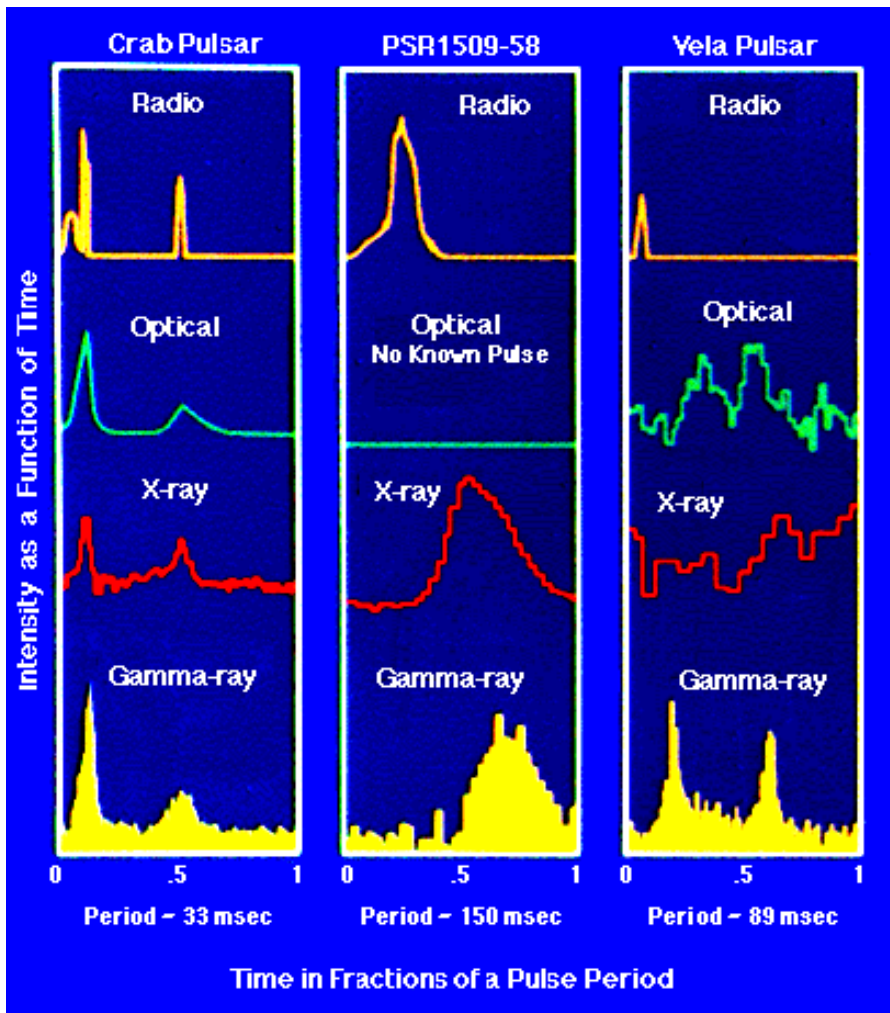 Crab Pulsar
PSR1509-58
Vela Pulsar
Radio
Radio
Radio
Optical
Optical
No Known Pulse
Optical
X-ray
X-ray
X-ray
Gamma-ray
Gamma-ray
Gamma-ray
Intensity as a Function of Time
0 .5 1
0 .5 1
0 .5 1
Period ~ 33 msec
Period ~ 150 msec
Period ~ 89 msec
Time in Fractions of a Pulse Period